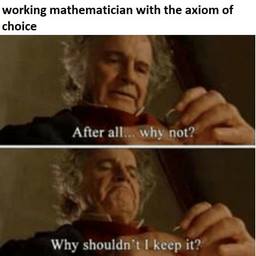 working mathematician with the axiom of
choice
After all... why not?
Why shouldn't I keep it?